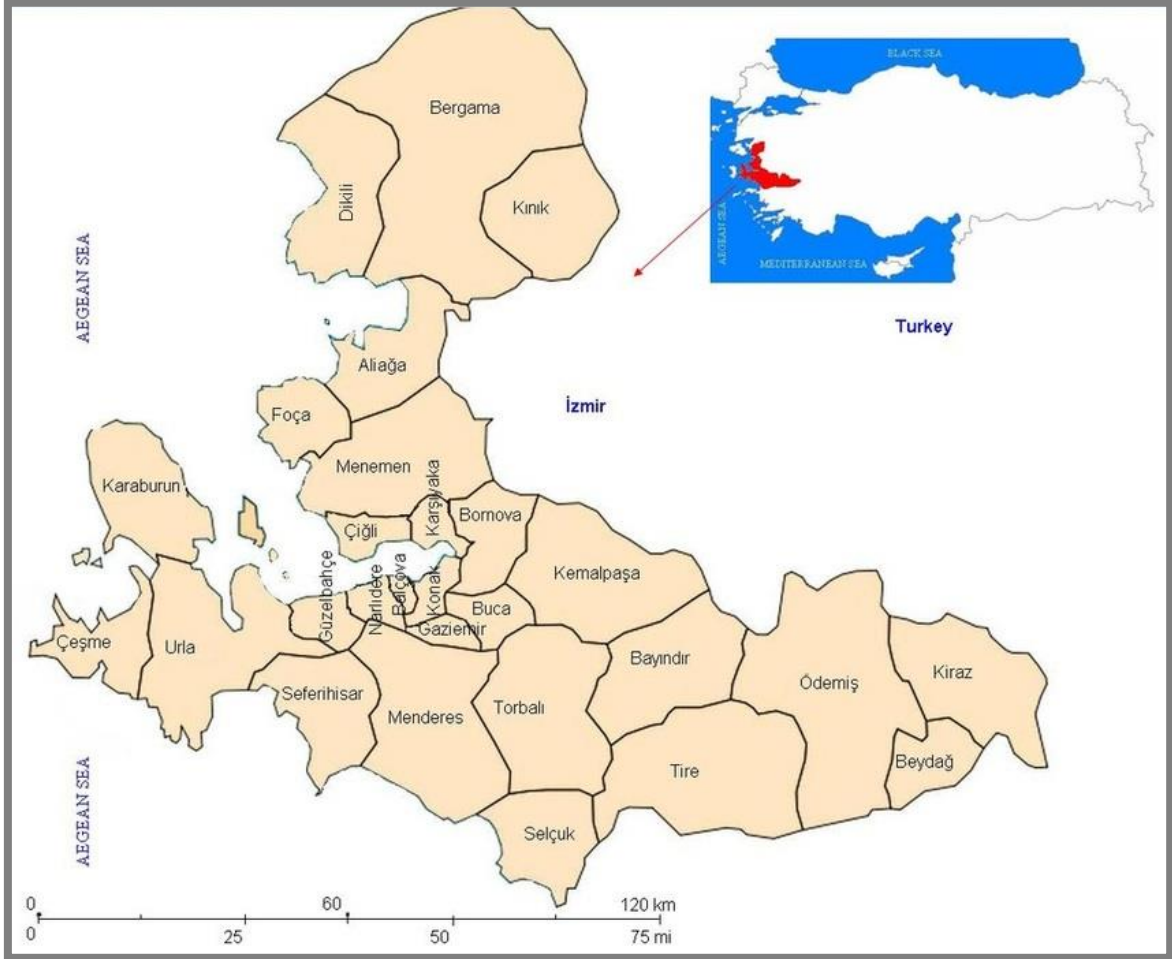 BLACK SEA
Bergama
Dikili
Kınık
AEGEAN SEA
AEGEAN SEA
MEDITERRANEAN SEA
Turkey
Aliağa
İzmir
Foça
Menemen
Karşıyaka
Karaburun
Bornova
Çiğli
Güzelbahçe
Narlıdere
Balçova
Konak
Kemalpaşa
Buca
Gaziemir
Çeşme
Urla
Bayındır
Seferihisar
Menderes
Torbalı
Ödemiş
Kiraz
Tire
Beydağ
AEGEAN SEA
Selçuk
0 60 120 km
0 25 50 75 mi